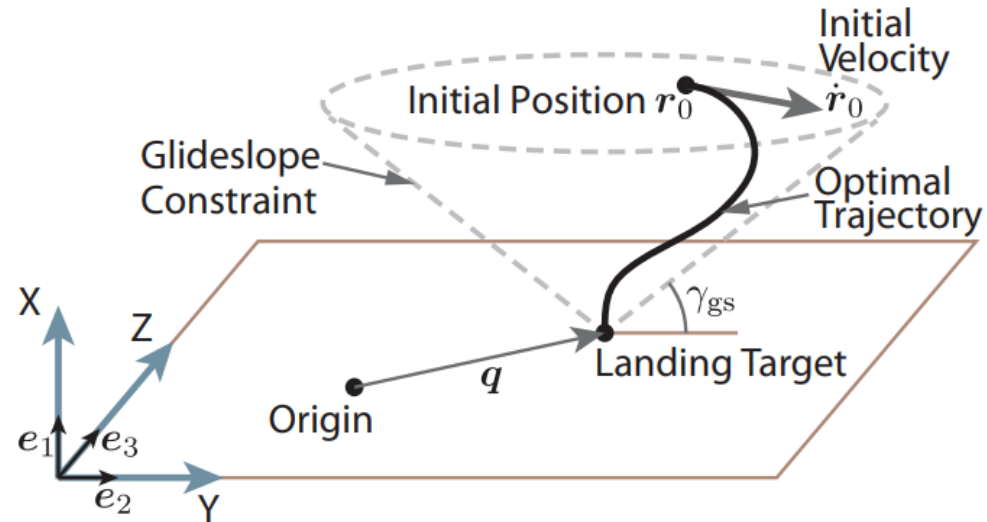 Initial
Velocity
Initial Position r₀
ṙ₀
Glideslope
Constraint
Optimal
Trajectory
X
Z
γgs
Landing Target
q
Origin
e₁
e₃
e₂
Y